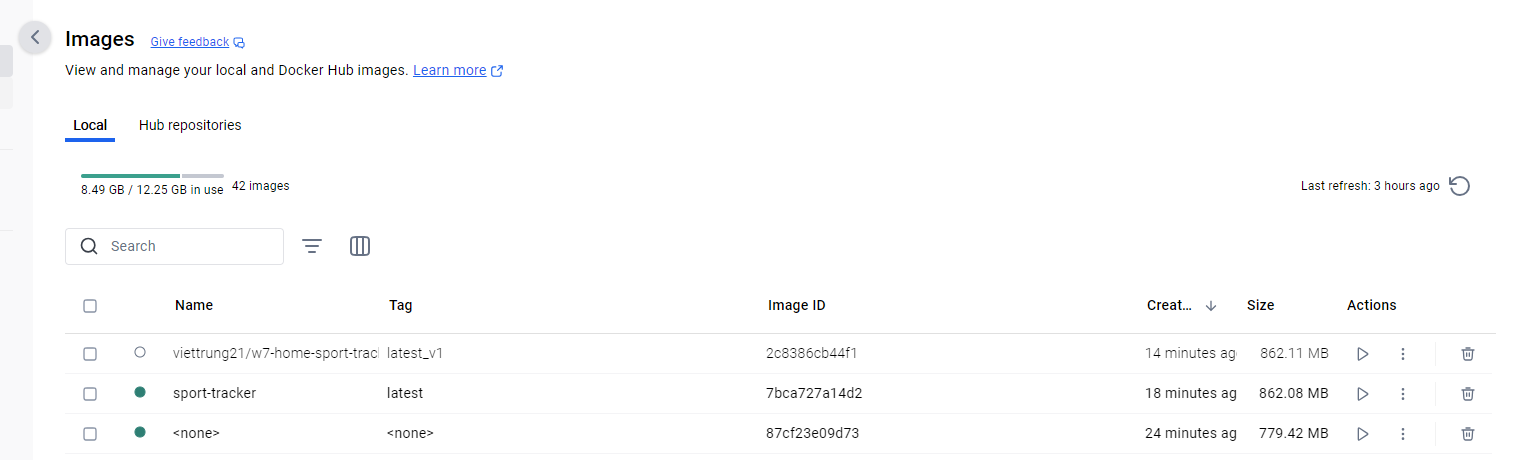 Images Give feedback
View and manage your local and Docker Hub images. Learn more
Local Hub repositories
8.49 GB / 12.25 GB in use 42 images Last refresh: 3 hours ago
Search
Name Tag Image ID Creat... Size Actions
viettrung21/w7-home-sport-trac latest_v1 2c8386cb44f1 14 minutes ag 862.11 MB
sport-tracker latest 7bca727a14d2 18 minutes ag 862.08 MB
<none> <none> 87cf23e09d73 24 minutes ag 779.42 MB